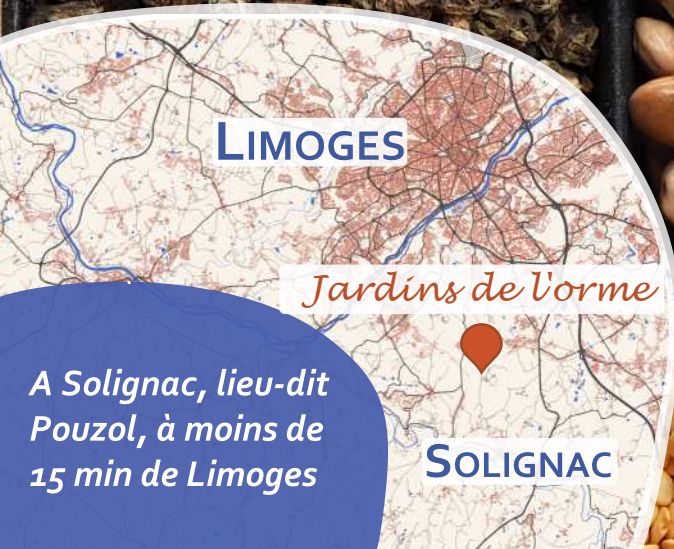 LIMOGES
Jardins de l'orme
A Solignac, lieu-dit
Pouzol, à moins de
15 min de Limoges
SOLIGNAC